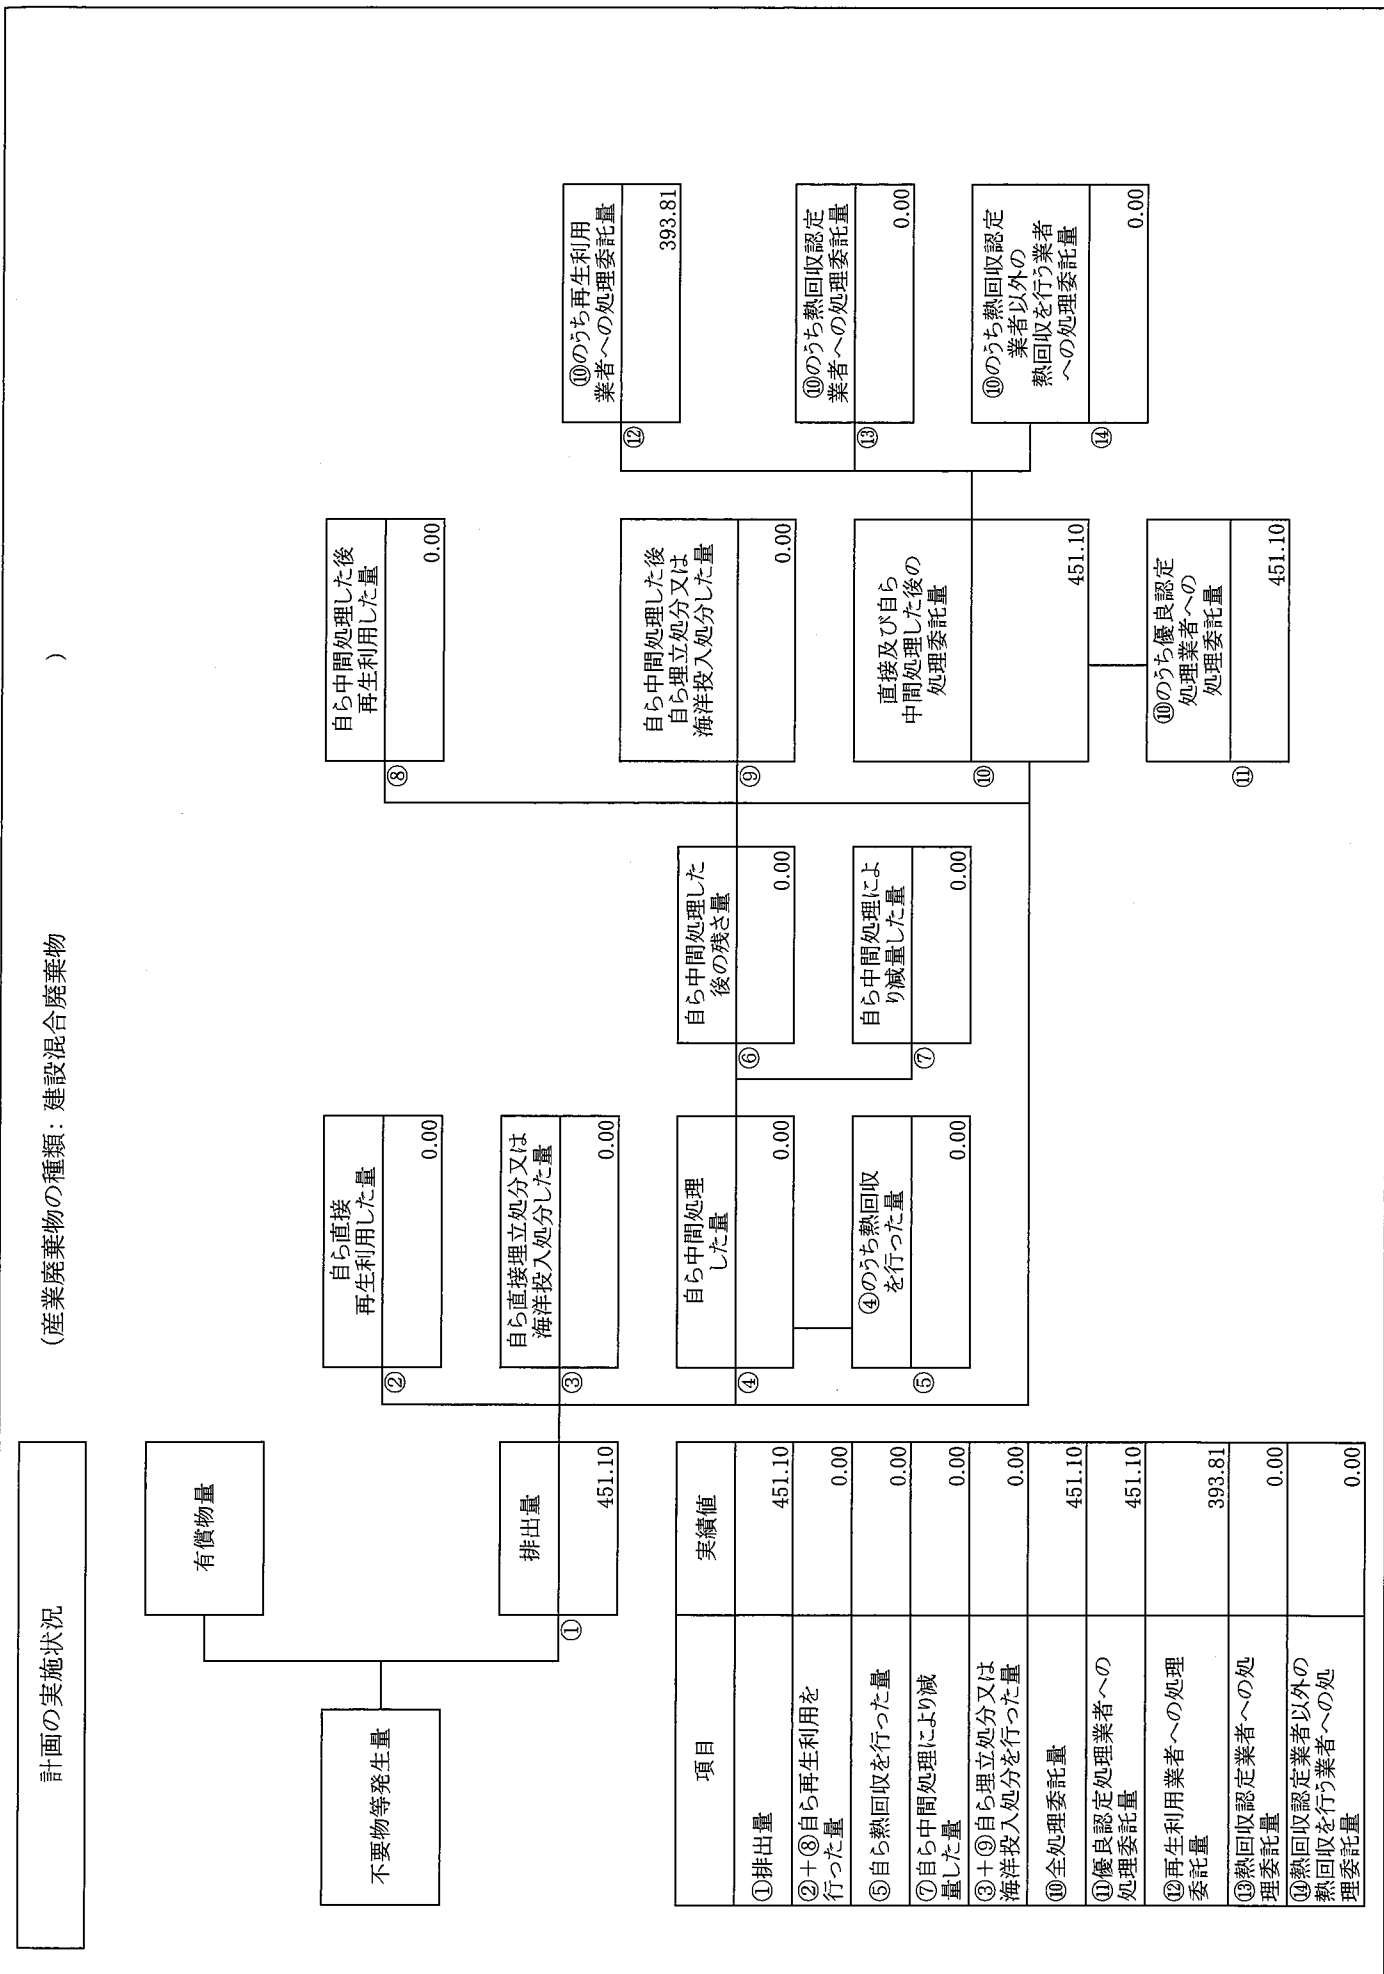 計画の実施状況
(産業廃棄物の種類：建設混合廃棄物 )
不要物等発生量
有償物量
排出量
①
451.10
自ら直接
再生利用した量
②
0.00
自ら直接埋立処分又は
海洋投入処分した量
③
0.00
自ら中間処理
した量
④
0.00
④のうち熱回収
を行った量
⑤
0.00
自ら中間処理した
後の残さ量
⑥
0.00
自ら中間処理によ
り減量した量
⑦
0.00
自ら中間処理した後
再生利用した量
⑧
0.00
自ら中間処理した後
自ら埋立処分又は
海洋投入処分した量
⑨
0.00
直接及び自ら
中間処理した後の
処理委託量
⑩
451.10
⑩のうち優良認定
処理業者への
処理委託量
⑪
451.10
⑩のうち再生利用
業者への処理委託量
⑫
393.81
⑩のうち熱回収認定
業者への処理委託量
⑬
0.00
⑩のうち熱回収認定
業者以外の
熱回収を行う業者
への処理委託量
⑭
0.00
項目 実績値
①排出量 451.10
②＋⑧自ら再生利用を
行った量 0.00
⑤自ら熱回収を行った量 0.00
⑦自ら中間処理により減
量した量 0.00
③＋⑨自ら埋立処分又は
海洋投入処分を行った量 0.00
⑩全処理委託量 451.10
⑪優良認定処理業者への
処理委託量 451.10
⑫再生利用業者への処理
委託量 393.81
⑬熱回収認定業者への処
理委託量 0.00
⑭熱回収認定業者以外の
熱回収を行う業者への処
理委託量 0.00